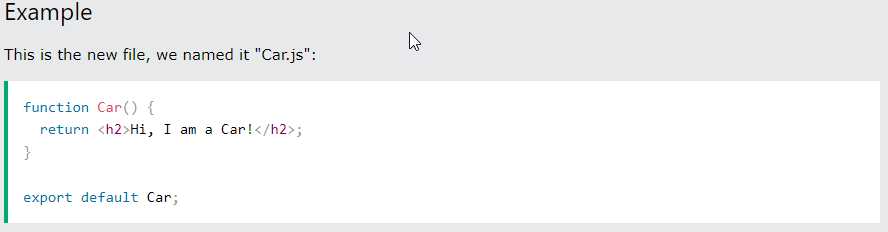 Example
This is the new file, we named it "Car.js":
function Car() {
  return <h2>Hi, I am a Car!</h2>;
}
export default Car;